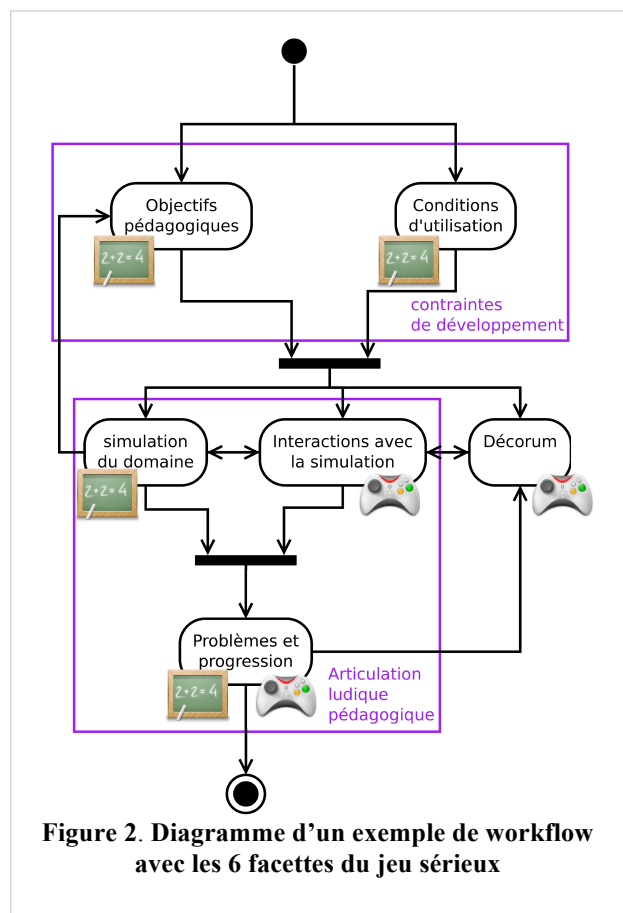 Objectifs
pédagogiques
Conditions
d'utilisation
2+2=4
2+2=4
contraintes
de développement
simulation
du domaine
Interactions avec
la simulation
Décorum
2+2=4
Problèmes et
progression
2+2=4
Articulation
ludique
pédagogique
Figure 2. Diagramme d’un exemple de workflow
avec les 6 facettes du jeu sérieux